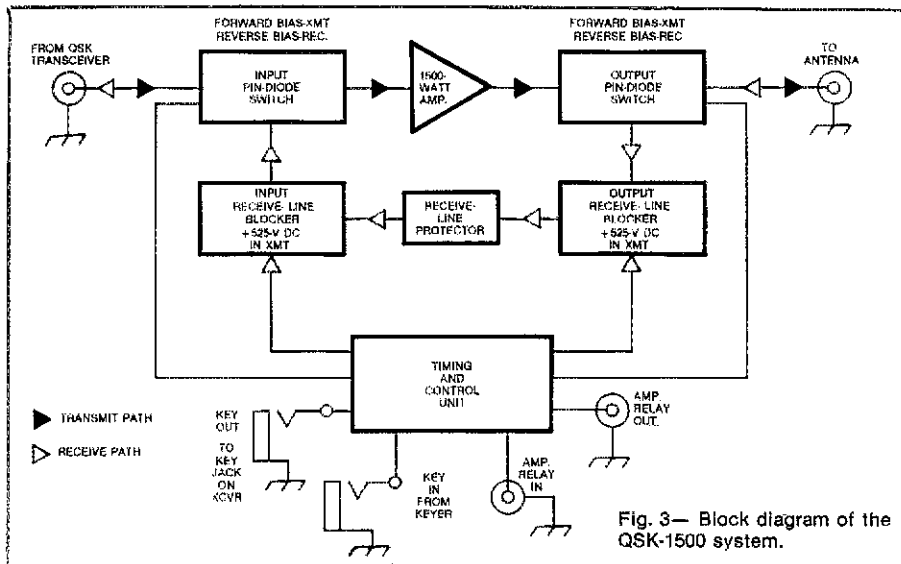 FORWARD BIAS-XMT
REVERSE BIAS-REC.
FORWARD BIAS-XMT
REVERSE BIAS-REC
FROM QSK
TRANSCEIVER
INPUT
PIN-DIODE
SWITCH
1500-
WATT
AMP.
OUTPUT
PIN-DIODE
SWITCH
TO
ANTENNA
INPUT
RECEIVE-LINE
BLOCKER
+525-V DC
IN XMT
RECEIVE-
LINE
PROTECTOR
OUTPUT
RECEIVE-LINE
BLOCKER
+525-V DC
IN XMT
TIMING
AND
CONTROL
UNIT
TRANSMIT PATH
RECEIVE PATH
KEY
OUT
TO
KEY
JACK
ON
XCVR
KEY
IN FROM
KEYER
AMP.
RELAY
IN
AMP.
RELAY
OUT.
Fig. 3— Block diagram of the
QSK-1500 system.